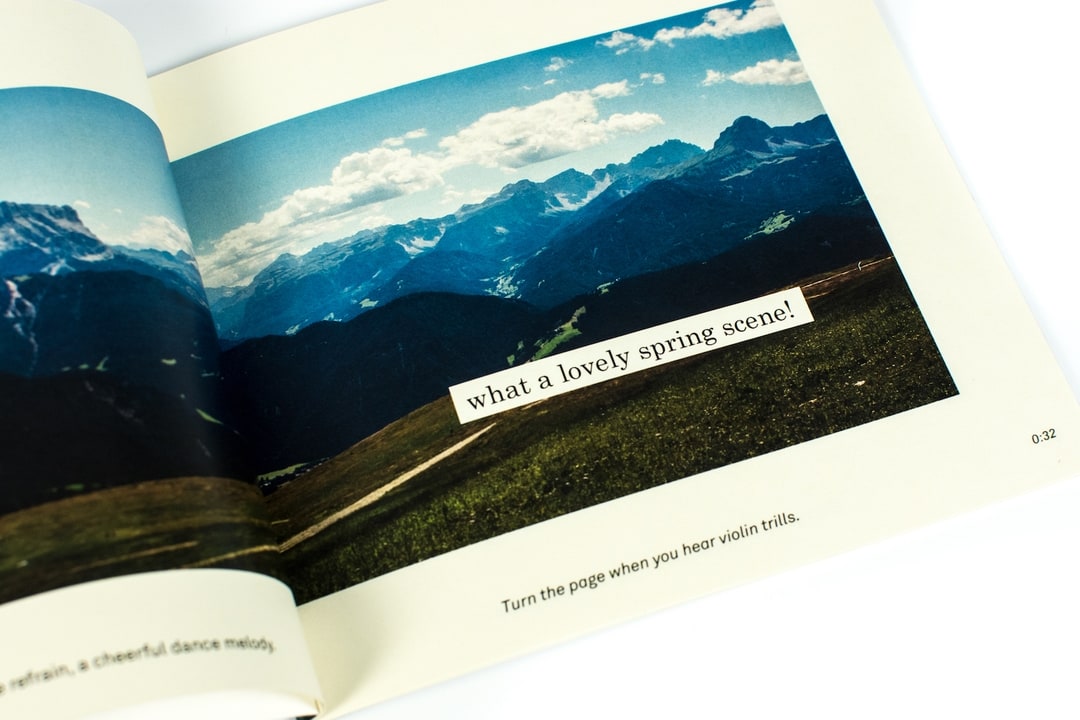 refrain, a cheerful dance melody.
what a lovely spring scene!
0:32
Turn the page when you hear violin trills.